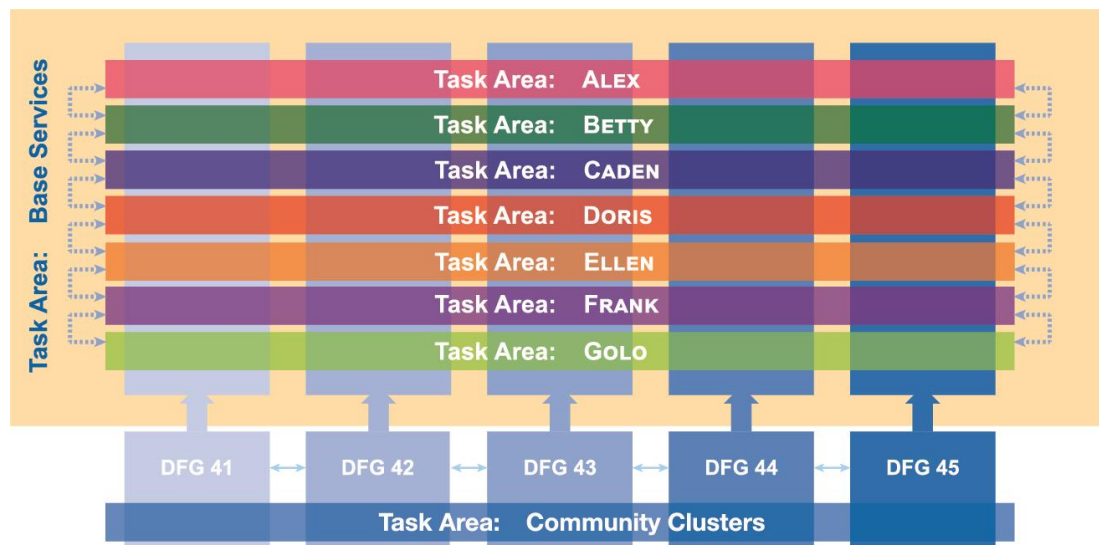 Task Area: Base Services
Task Area: ALEX
Task Area: BETTY
Task Area: CADEN
Task Area: DORIS
Task Area: ELLEN
Task Area: FRANK
Task Area: GOLO
DFG 41
DFG 42
DFG 43
DFG 44
DFG 45
Task Area: Community Clusters